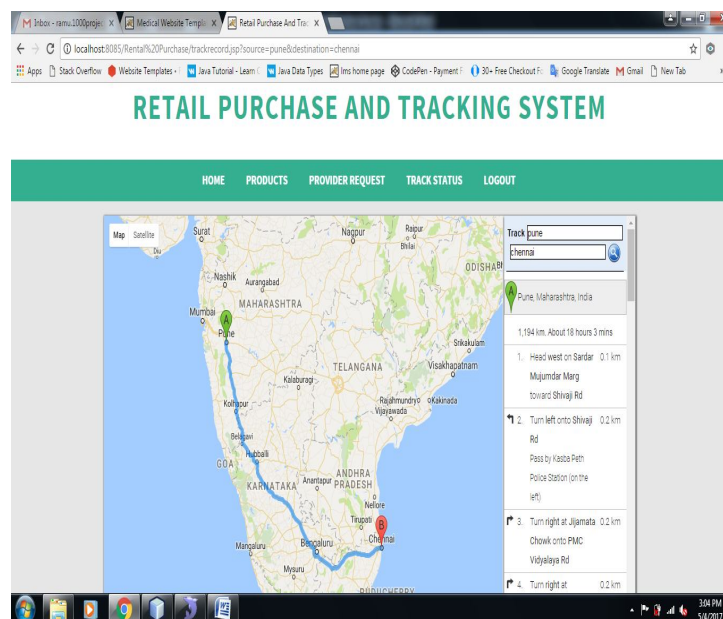 Inbox - ramu.1000projec
Medical Website Templa
Retail Purchase And Trac
localhost:8085/Rental%20Purchase/trackrecord.jsp?source=pune&destination=chennai
Apps
Stack Overflow
Website Templates -
Java Tutorial - Learn
Java Data Types
lms home page
CodePen - Payment F
30+ Free Checkout Fo
Google Translate
Gmail
New Tab
RETAIL PURCHASE AND TRACKING SYSTEM
HOME
PRODUCTS
PROVIDER REQUEST
TRACK STATUS
LOGOUT
Map
Satellite
Diu
Surat
Nagpur
Raipur
Bhilai
ODISHA
Nashik
Aurangabad
MAHARASHTRA
Mumbai
A
Pune
Srikakulam
TELANGANA
Visakhapatnam
Kalaburagi
Rajahmundry
Kakinada
Kolhapur
Vijayawada
Belagavi
Hubballi
GOA
KARNATAKA
Anantapur
ANDHRA
PRADESH
Nellore
Tirupati
B
Mangaluru
Bengaluru
Chennai
Mysuru
PUDUCHERRY
Track pune
chennai
A Pune, Maharashtra, India
1,194 km. About 18 hours 3 mins
1. Head west on Sardar 0.1 km
Mujumdar Marg
toward Shivaji Rd
2. Turn left onto Shivaji 0.2 km
Rd
Pass by Kasba Peth
Police Station (on the
left)
3. Turn right at Jijamata 0.2 km
Chowk onto PMC
Vidyalaya Rd
4. Turn right at 0.2 km
3:04 PM
5/4/2017